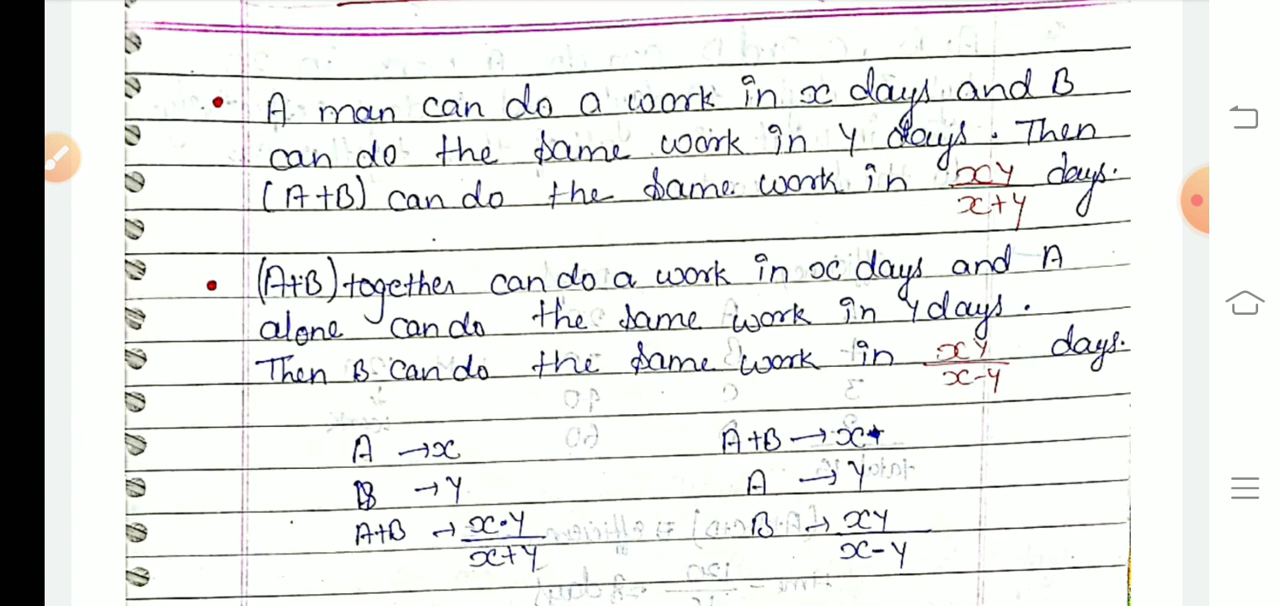 • A man can do a work in x days and B
can do the same work in y days. Then
(A+B) can do the same work in xy/x+y days.
• (A+B) together can do a work in x days and A
alone can do the same work in y days.
Then B can do the same work in xy/x-y days.
A → x
B → y
A+B → x·y/x+y
A+B → x
A → y
B → xy/x-y